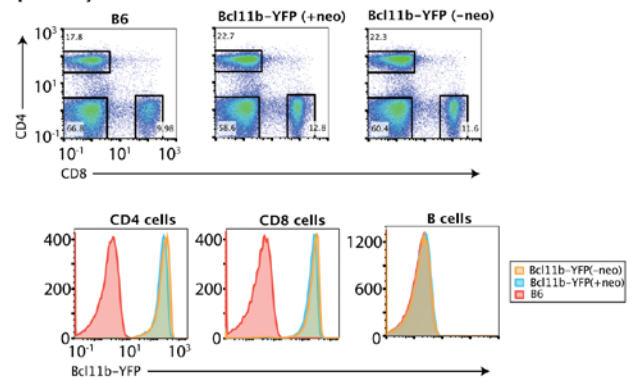 B6
Bcl11b-YFP (+neo)
Bcl11b-YFP (-neo)
10³
10¹
10⁻¹
CD4
17.8
66.8
9.98
22.7
58.6
12.8
22.3
60.4
11.6
10⁻¹ 10¹ 10³
CD8
CD4 cells
CD8 cells
B cells
400
200
0
400
200
0
1200
600
0
10⁻¹ 10¹ 10³
Bcl11b-YFP
Bcl11b-YFP(-neo)
Bcl11b-YFP(+neo)
B6